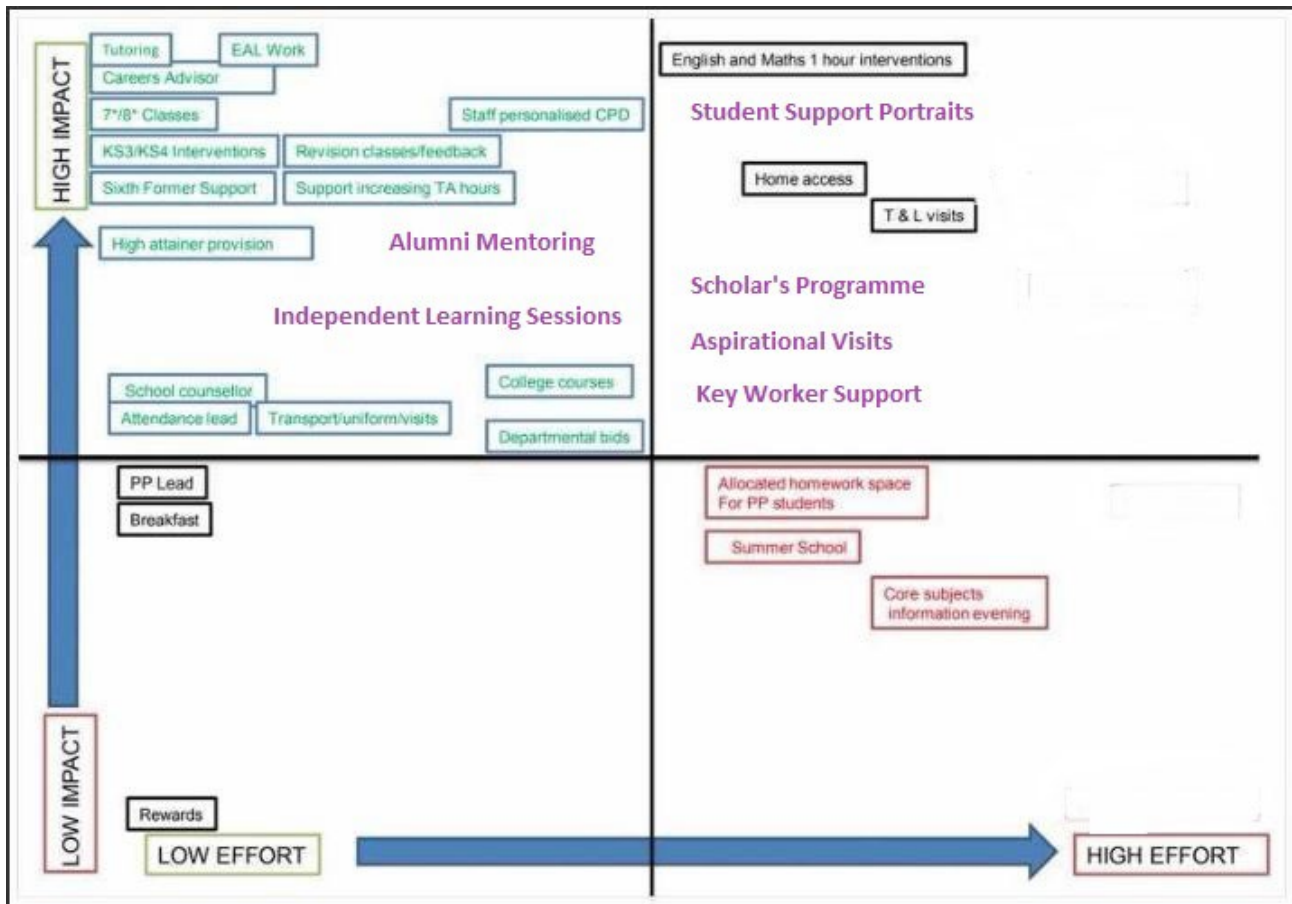 HIGH IMPACT
Tutoring
EAL Work
Careers Advisor
7*/8* Classes
Staff personalised CPD
KS3/KS4 Interventions
Revision classes/feedback
Sixth Former Support
Support increasing TA hours
High attainer provision
Alumni Mentoring
Independent Learning Sessions
School counsellor
College courses
Attendance lead
Transport/uniform/visits
Departmental bids
English and Maths 1 hour interventions
Student Support Portraits
Home access
T & L visits
Scholar's Programme
Aspirational Visits
Key Worker Support
PP Lead
Breakfast
Allocated homework space
For PP students
Summer School
Core subjects
information evening
LOW IMPACT
Rewards
LOW EFFORT
HIGH EFFORT